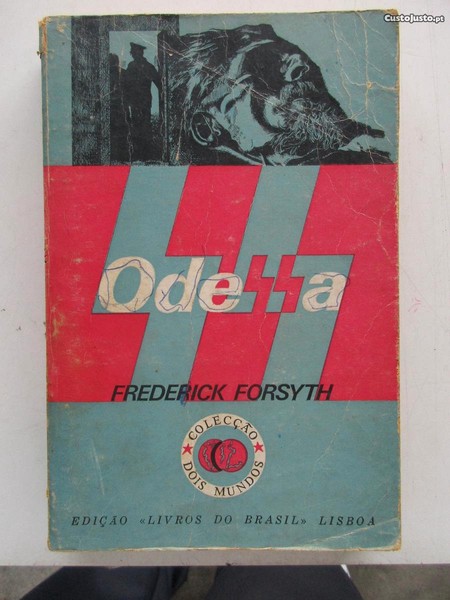 CustoJusto.pt
Odessa
FREDERICK FORSYTH
COLECÇÃO
DOIS MUNDOS
EDIÇÃO «LIVROS DO BRASIL» LISBOA